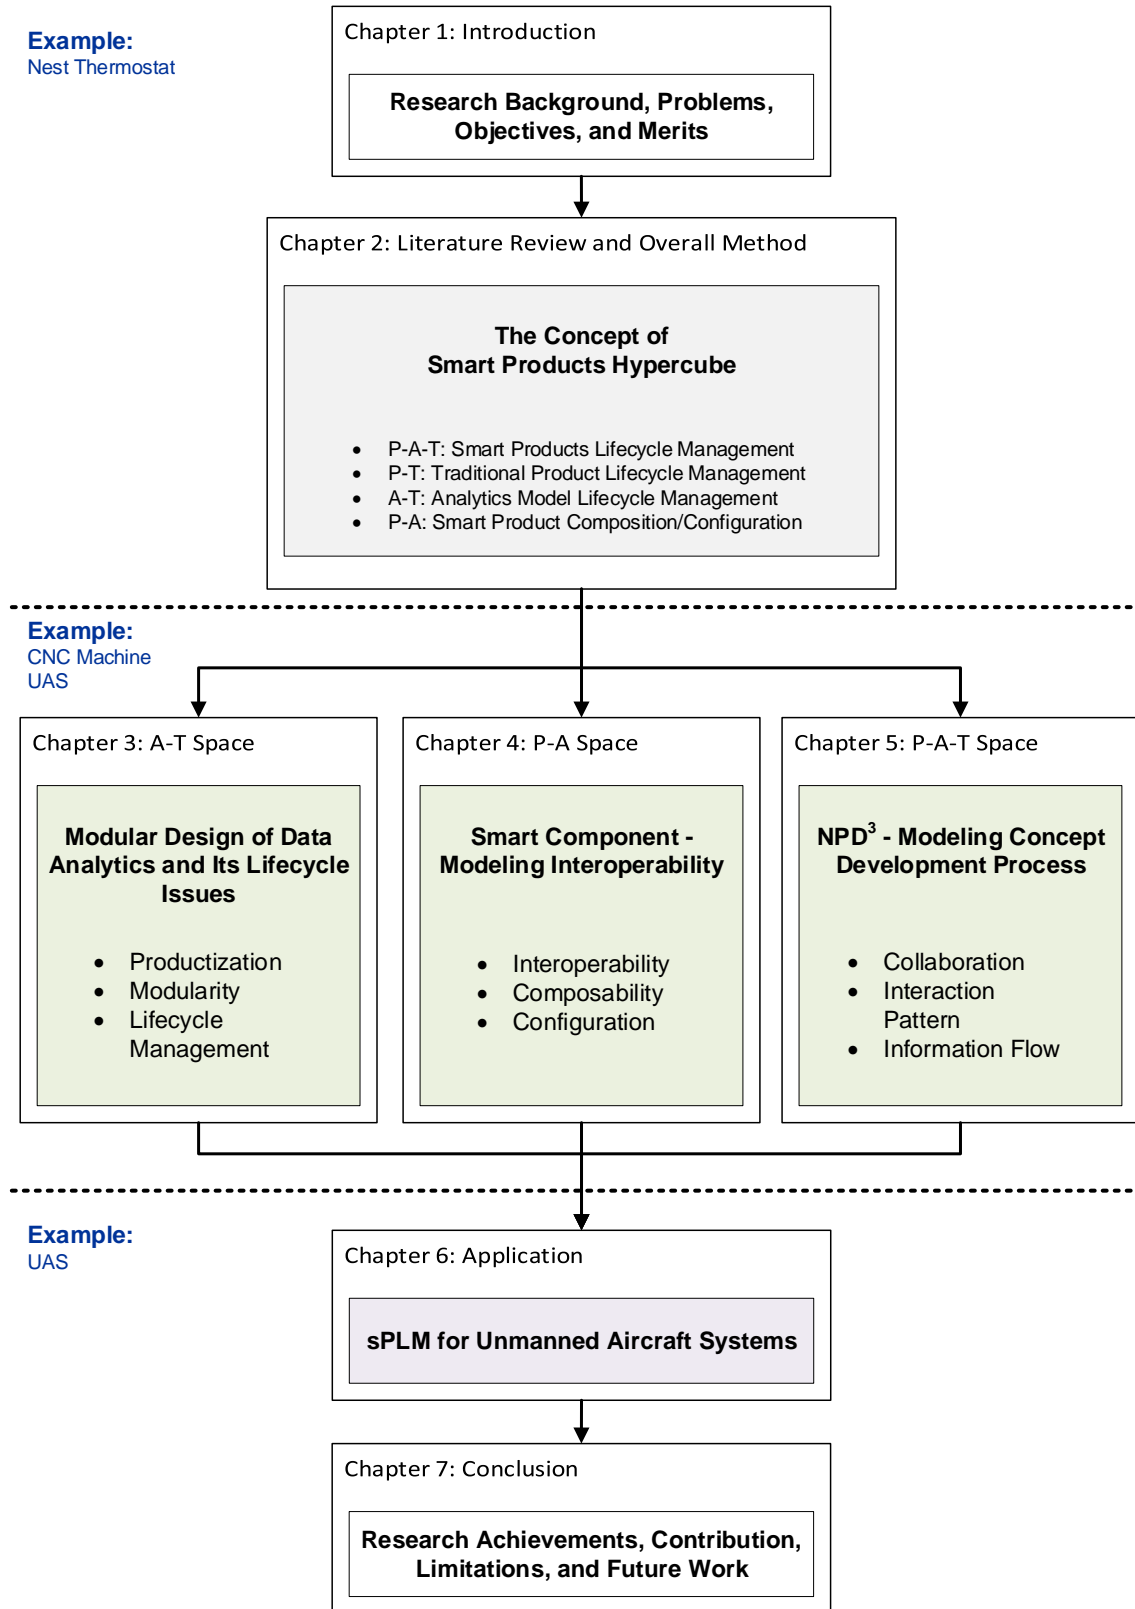 Example:
Nest Thermostat
Chapter 1: Introduction
Research Background, Problems,
Objectives, and Merits
Chapter 2: Literature Review and Overall Method
The Concept of
Smart Products Hypercube
• P-A-T: Smart Products Lifecycle Management
• P-T: Traditional Product Lifecycle Management
• A-T: Analytics Model Lifecycle Management
• P-A: Smart Product Composition/Configuration
Example:
CNC Machine
UAS
Chapter 3: A-T Space
Modular Design of Data
Analytics and Its Lifecycle
Issues
• Productization
• Modularity
• Lifecycle
Management
Chapter 4: P-A Space
Smart Component -
Modeling Interoperability
• Interoperability
• Composability
• Configuration
Chapter 5: P-A-T Space
NPD³ - Modeling Concept
Development Process
• Collaboration
• Interaction
Pattern
• Information Flow
Example:
UAS
Chapter 6: Application
sPLM for Unmanned Aircraft Systems
Chapter 7: Conclusion
Research Achievements, Contribution,
Limitations, and Future Work